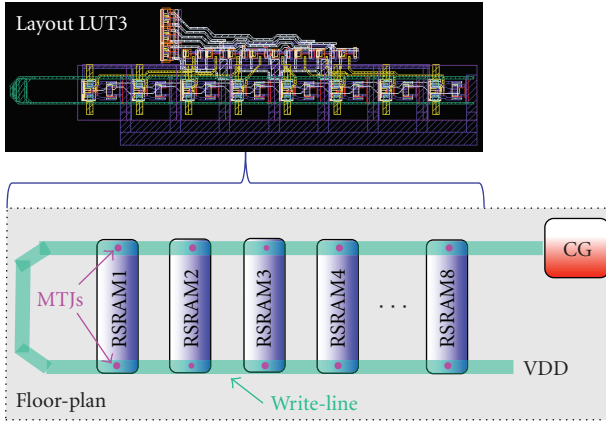 Layout LUT3
CG
RSRAM1
RSRAM2
RSRAM3
RSRAM4
. . .
RSRAM8
MTJs
VDD
Floor-plan
Write-line